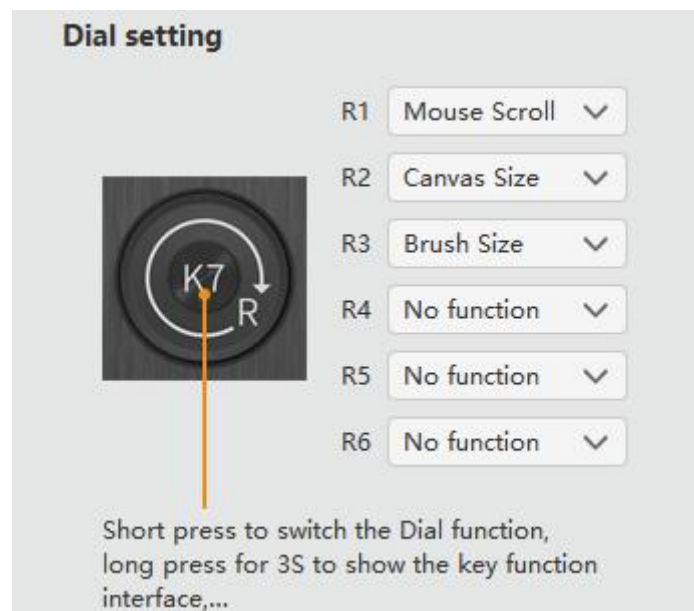 Dial setting
R1 Mouse Scroll
R2 Canvas Size
R3 Brush Size
R4 No function
R5 No function
R6 No function
K7
R
Short press to switch the Dial function,
long press for 3S to show the key function
interface,...